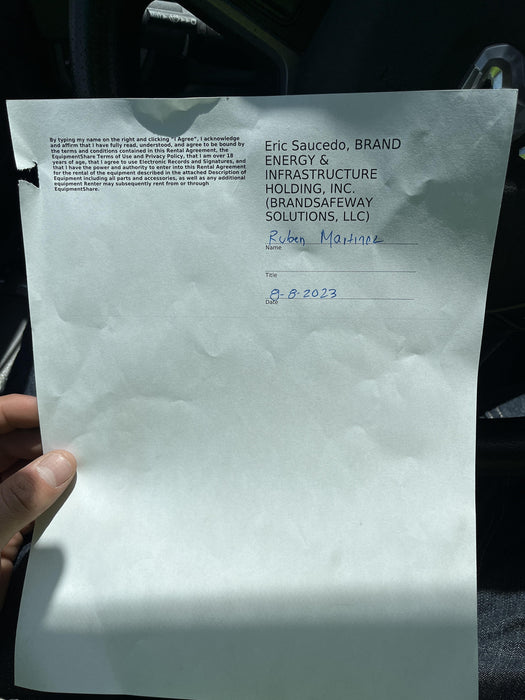 By typing my name on the right and clicking "I Agree", I acknowledge
and affirm that I have fully read, understood, and agree to be bound by
the terms and conditions contained in this Rental Agreement, the
EquipmentShare Terms of Use and Privacy Policy, that I am over 18
years of age, that I agree to use Electronic Records and Signatures, and
that I have the power and authority to enter into this Rental Agreement
for the rental of the equipment described in the attached Description of
Equipment including all parts and accessories, as well as any additional
equipment Renter may subsequently rent from or through
EquipmentShare.
Eric Saucedo, BRAND
ENERGY &
INFRASTRUCTURE
HOLDING, INC.
(BRANDSAFEWAY
SOLUTIONS, LLC)
Ruben Martinez
Name
Title
8-8-2023
Date